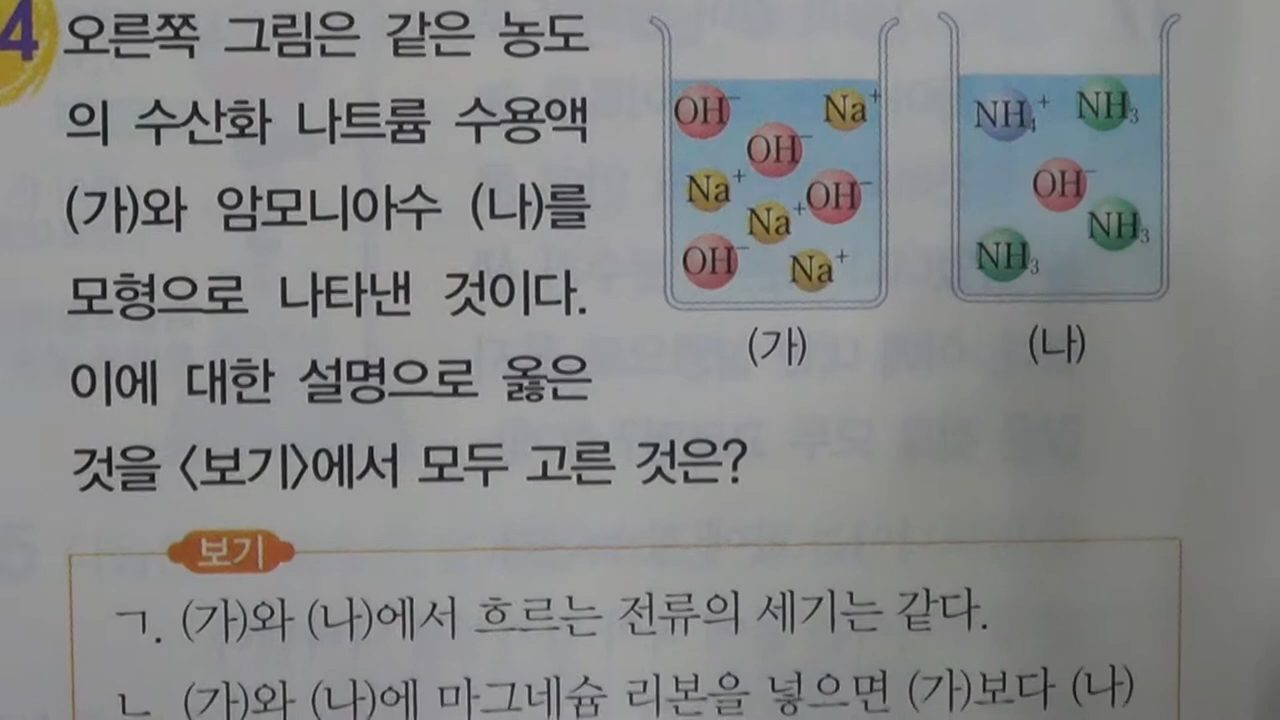 4 오른쪽 그림은 같은 농도
의 수산화 나트륨 수용액
(가)와 암모니아수 (나)를
모형으로 나타낸 것이다.
이에 대한 설명으로 옳은
것을 〈보기〉에서 모두 고른 것은?
OH⁻ Na⁺
OH⁻
Na⁺ OH⁻
Na⁺
OH⁻ Na⁺
(가)
NH₄⁺ NH₃
OH⁻
NH₃
NH₃
(나)
보기
ㄱ. (가)와 (나)에서 흐르는 전류의 세기는 같다.
ㄴ (가)와 (나)에 마그네슘 리본을 넣으면 (가)보다 (나)